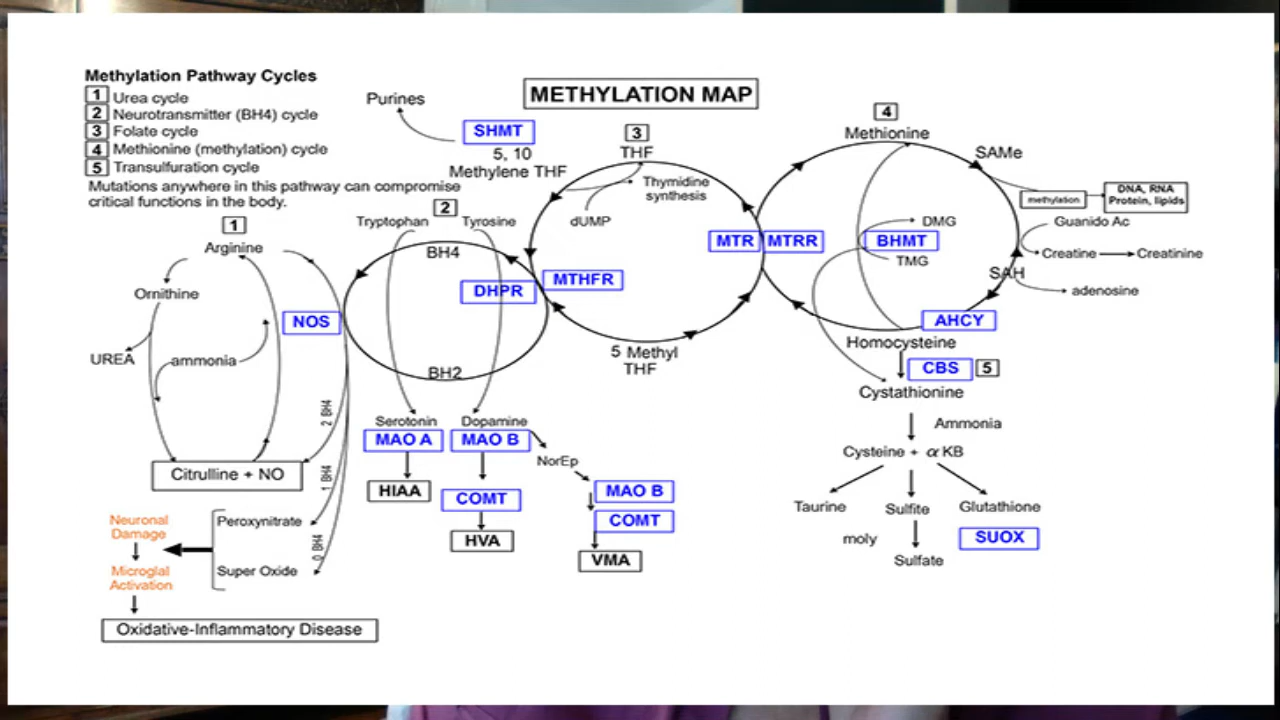 Methylation Pathway Cycles
1 Urea cycle
2 Neurotransmitter (BH4) cycle
3 Folate cycle
4 Methionine (methylation) cycle
5 Transulfuration cycle
Mutations anywhere in this pathway can compromise
critical functions in the body.
METHYLATION MAP
Purines
SHMT
5, 10
Methylene THF
3
THF
Thymidine
synthesis
dUMP
4
Methionine
SAMe
methylation
DNA, RNA
Protein, lipids
Guanido Ac
Creatine
Creatinine
SAH
adenosine
DMG
BHMT
TMG
MTR
MTRR
AHCY
Homocysteine
CBS
5
Cystathionine
Ammonia
Cysteine + α KB
Taurine
Sulfite
Glutathione
moly
SUOX
Sulfate
MTHFR
5 Methyl
THF
2
Tryptophan
Tyrosine
BH4
DHPR
BH2
1
Arginine
Ornithine
NOS
UREA
ammonia
Citrulline + NO
2 BH4
1 BH4
0 BH4
Serotonin
MAO A
HIAA
Dopamine
MAO B
COMT
HVA
NorEp
MAO B
COMT
VMA
Peroxynitrate
Super Oxide
Neuronal
Damage
Microglal
Activation
Oxidative-Inflammatory Disease